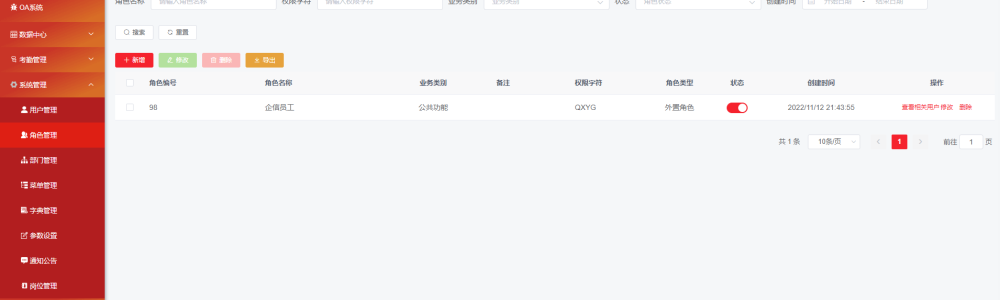 OA系统
数据中心
考勤管理
系统管理
用户管理
角色管理
部门管理
菜单管理
字典管理
参数设置
通知公告
岗位管理
角色名称 请输入角色名称 权限字符 请输入权限字符 业务类别 业务类别 状态 角色状态 创建时间 开始日期 - 结束日期
搜索 重置
+ 新增 修改 删除 导出
角色编号 角色名称 业务类别 备注 权限字符 角色类型 状态 创建时间 操作
98 企信员工 公共功能 QXYG 外置角色 2022/11/12 21:43:55 查看相关用户 修改 删除
共 1 条 10条/页 < 1 > 前往 1 页